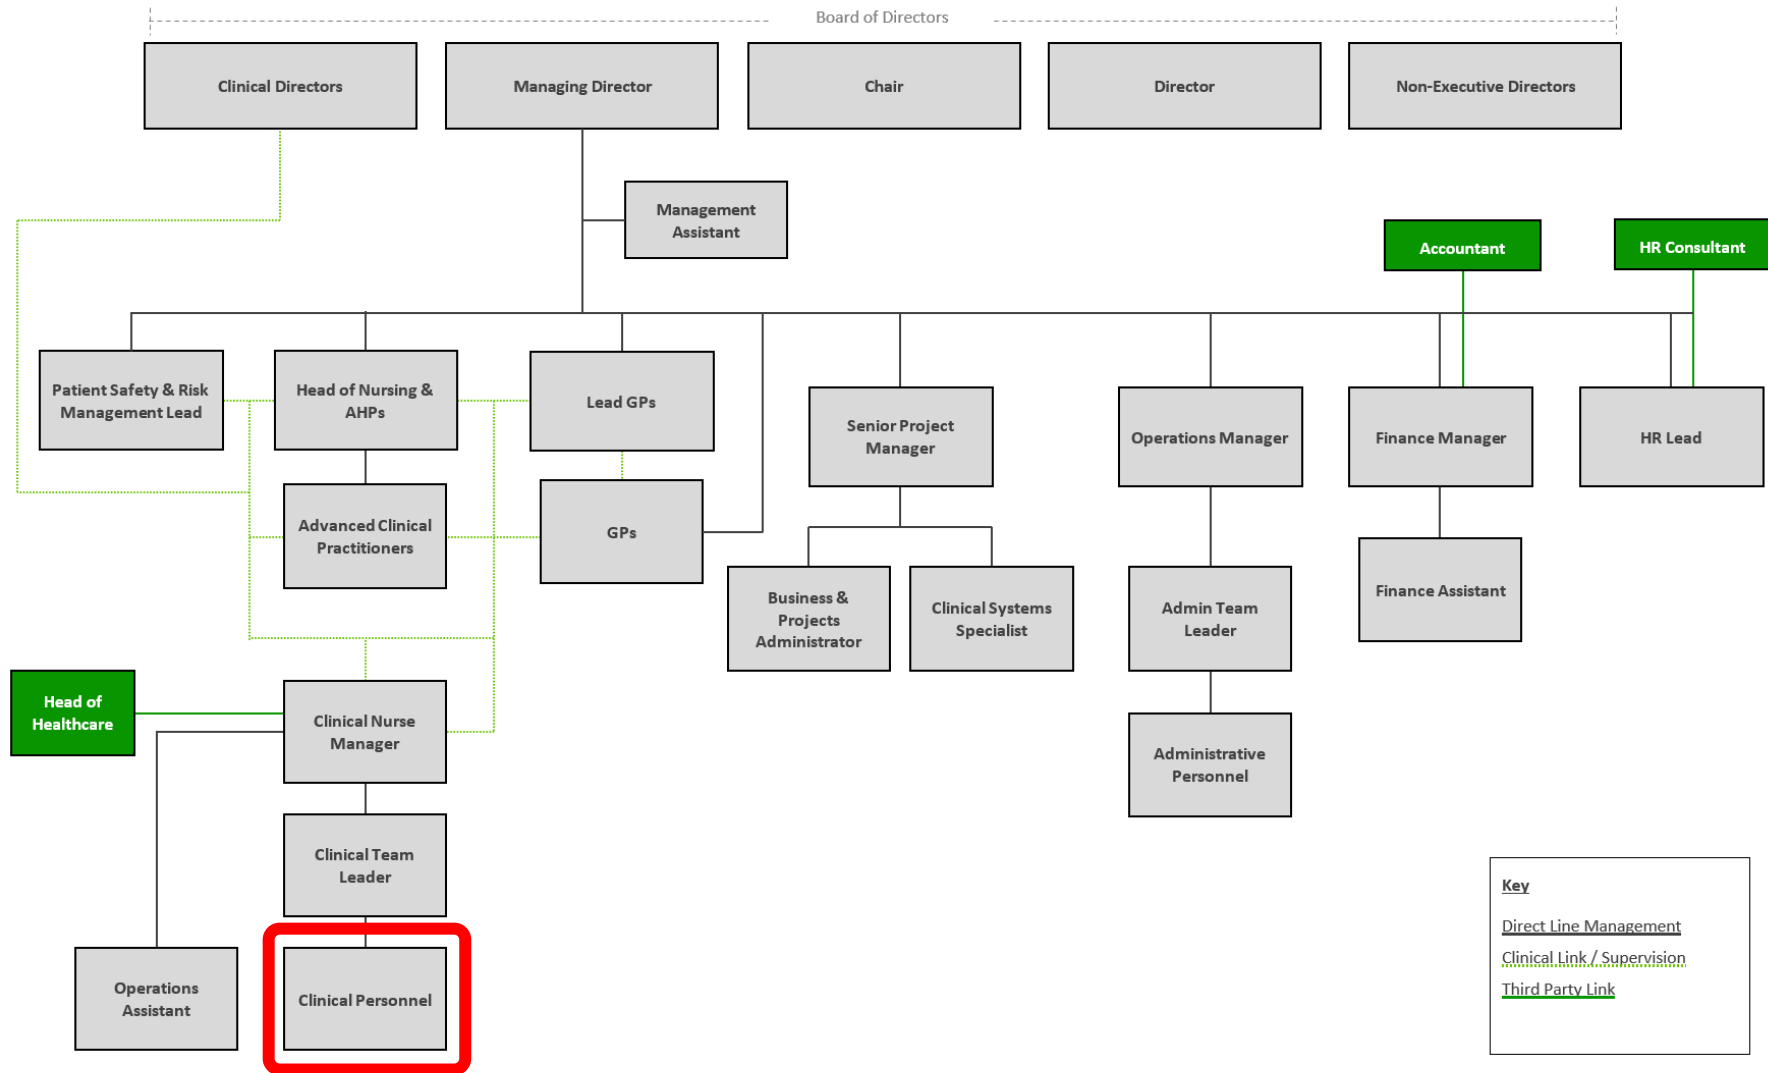 Board of Directors
Clinical Directors
Managing Director
Chair
Director
Non-Executive Directors
Management
Assistant
Accountant
HR Consultant
Patient Safety & Risk
Management Lead
Head of Nursing &
AHPs
Lead GPs
Senior Project
Manager
Operations Manager
Finance Manager
HR Lead
Advanced Clinical
Practitioners
GPs
Business &
Projects
Administrator
Clinical Systems
Specialist
Admin Team
Leader
Finance Assistant
Head of
Healthcare
Clinical Nurse
Manager
Administrative
Personnel
Clinical Team
Leader
Operations
Assistant
Clinical Personnel
Key
Direct Line Management
Clinical Link / Supervision
Third Party Link